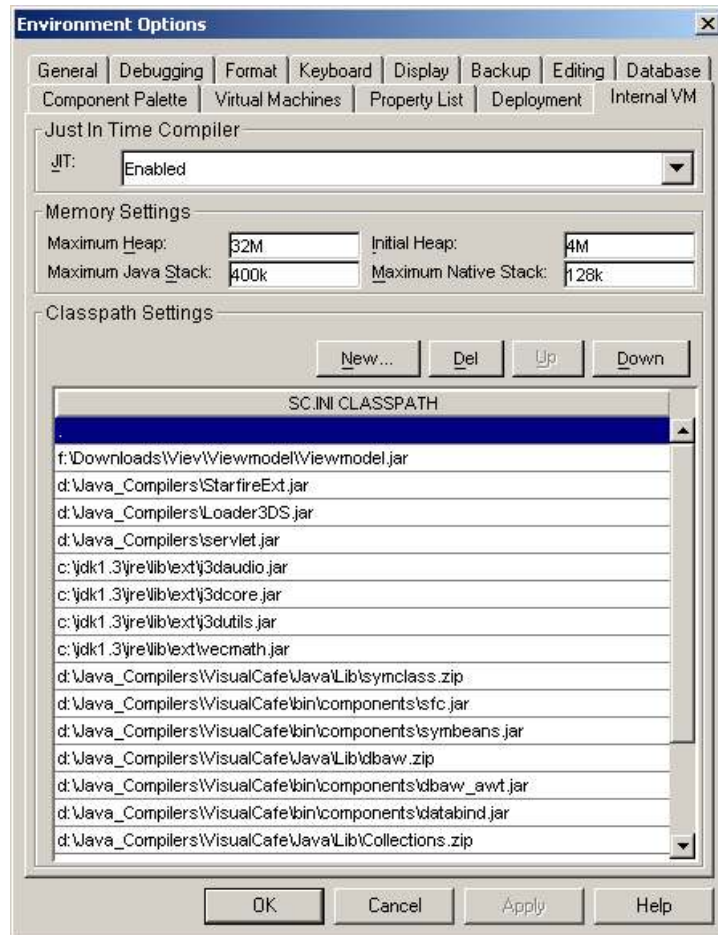 Environment Options
General Debugging Format Keyboard Display Backup Editing Database
Component Palette Virtual Machines Property List Deployment Internal VM
Just In Time Compiler
JIT: Enabled
Memory Settings
Maximum Heap: 32M Initial Heap: 4M
Maximum Java Stack: 400k Maximum Native Stack: 128k
Classpath Settings
New... Del Up Down
SC.INI CLASSPATH
.
f:\Downloads\Viev\Viewmodel\Viewmodel.jar
d:\Java_Compilers\StarfireExt.jar
d:\Java_Compilers\Loader3DS.jar
d:\Java_Compilers\servlet.jar
c:\jdk1.3\jre\lib\ext\j3daudio.jar
c:\jdk1.3\jre\lib\ext\j3dcore.jar
c:\jdk1.3\jre\lib\ext\j3dutils.jar
c:\jdk1.3\jre\lib\ext\vecmath.jar
d:\Java_Compilers\VisualCafe\Java\Lib\symclass.zip
d:\Java_Compilers\VisualCafe\bin\components\sfc.jar
d:\Java_Compilers\VisualCafe\bin\components\symbeans.jar
d:\Java_Compilers\VisualCafe\Java\Lib\dbaw.zip
d:\Java_Compilers\VisualCafe\bin\components\dbaw_awt.jar
d:\Java_Compilers\VisualCafe\bin\components\databind.jar
d:\Java_Compilers\VisualCafe\Java\Lib\Collections.zip
OK Cancel Apply Help